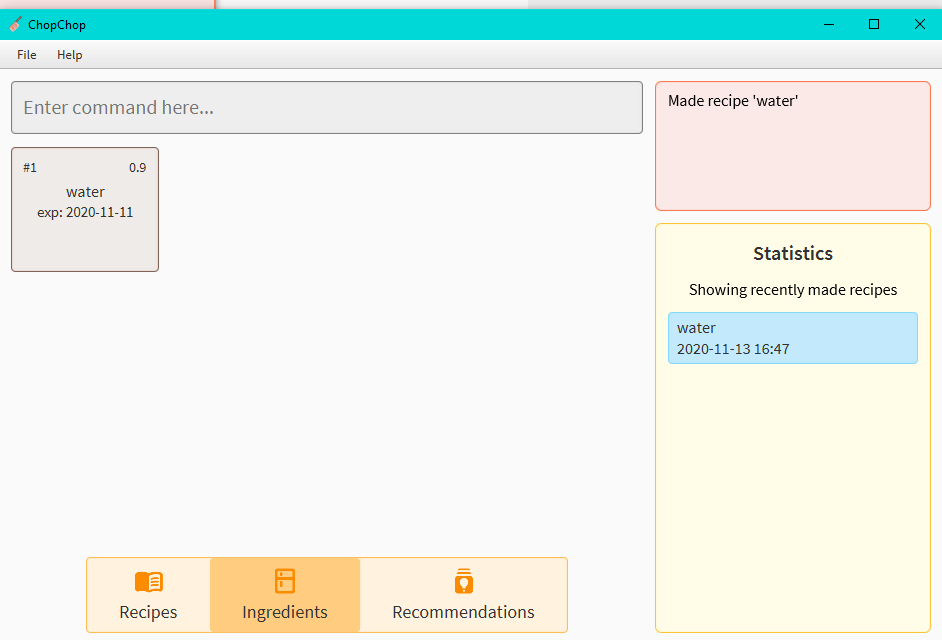 ChopChop
File Help
Enter command here...
Made recipe 'water'
#1 0.9
water
exp: 2020-11-11
Statistics
Showing recently made recipes
water
2020-11-13 16:47
Recipes Ingredients Recommendations